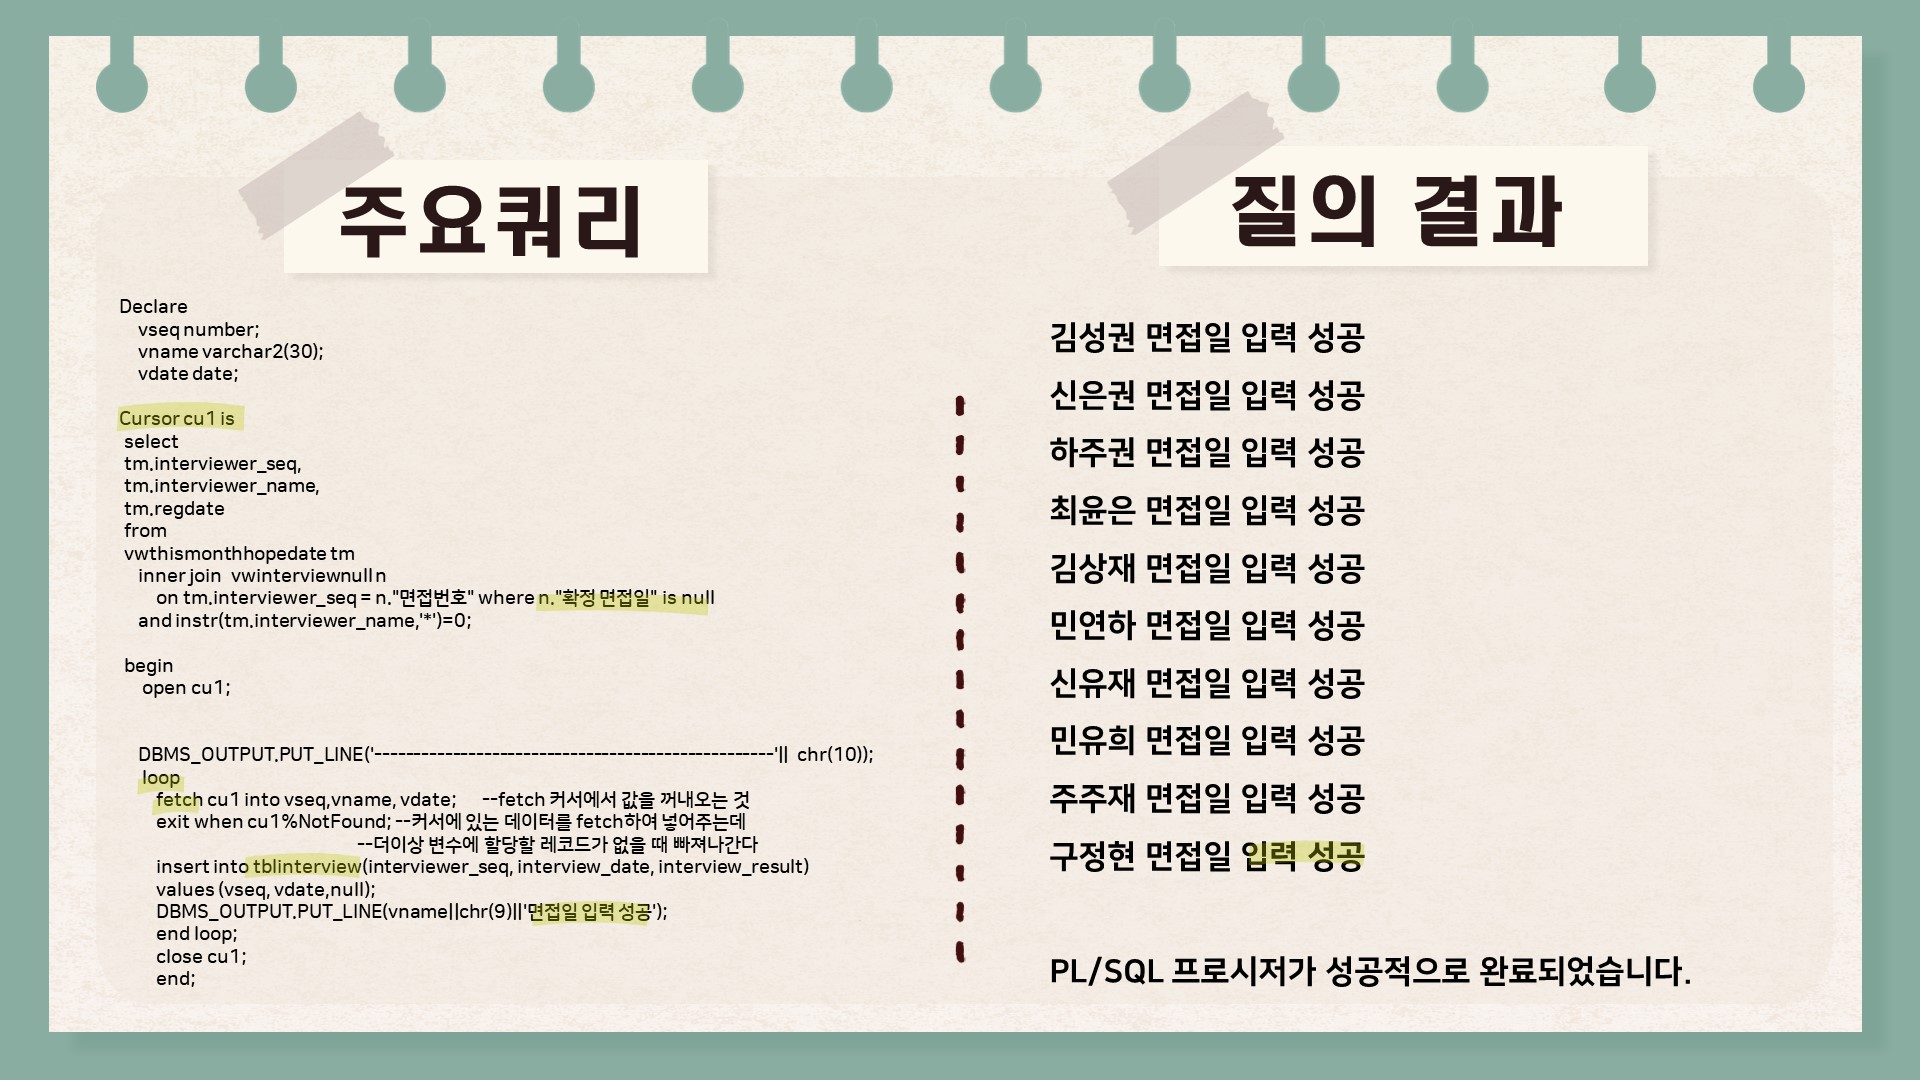 주요쿼리
Declare
vseq number;
vname varchar2(30);
vdate date;
Cursor cu1 is
select
tm.interviewer_seq,
tm.interviewer_name,
tm.regdate
from
vwthismonthhopedate tm
inner join vwinterviewnull n
on tm.interviewer_seq = n."면접번호" where n."확정 면접일" is null
and instr(tm.interviewer_name,'*')=0;
begin
open cu1;
DBMS_OUTPUT.PUT_LINE('---------------------------------------------------'|| chr(10));
loop
fetch cu1 into vseq,vname, vdate; --fetch 커서에서 값을 꺼내오는 것
exit when cu1%NotFound; --커서에 있는 데이터를 fetch하여 넣어주는데
--더이상 변수에 할당할 레코드가 없을 때 빠져나간다
insert into tblinterview(interviewer_seq, interview_date, interview_result)
values (vseq, vdate,null);
DBMS_OUTPUT.PUT_LINE(vname||chr(9)||'면접일 입력 성공');
end loop;
close cu1;
end;
질의 결과
김성권 면접일 입력 성공
신은권 면접일 입력 성공
하주권 면접일 입력 성공
최윤은 면접일 입력 성공
김상재 면접일 입력 성공
민연하 면접일 입력 성공
신유재 면접일 입력 성공
민유희 면접일 입력 성공
주주재 면접일 입력 성공
구정현 면접일 입력 성공
PL/SQL 프로시저가 성공적으로 완료되었습니다.